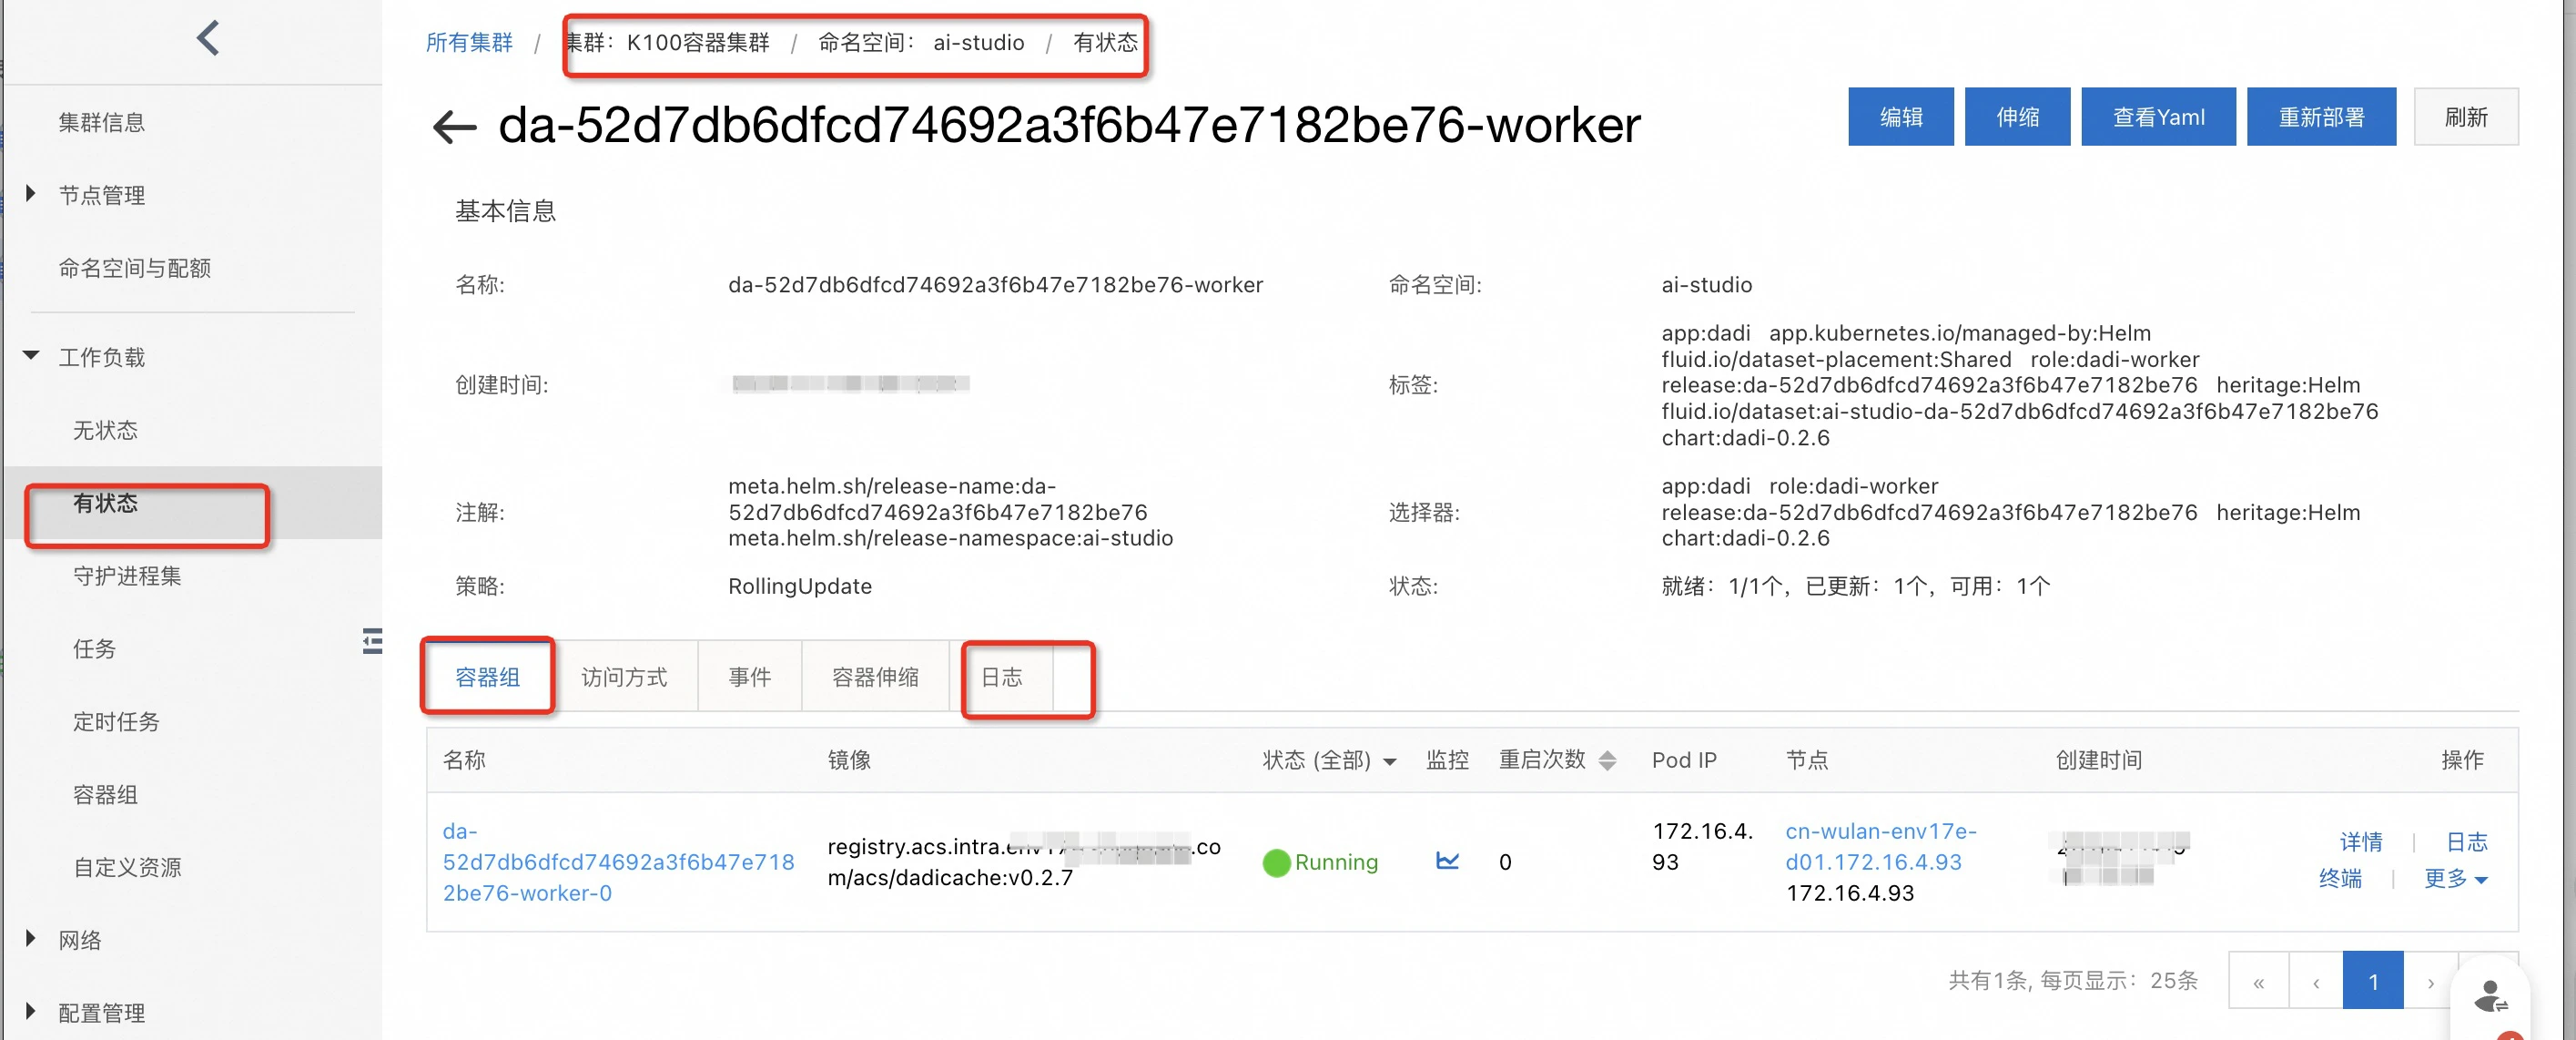 所有集群 / 集群：K100容器集群 / 命名空间： ai-studio / 有状态
da-52d7db6dfcd74692a3f6b47e7182be76-worker
编辑 伸缩 查看Yaml 重新部署 刷新
集群信息
节点管理
命名空间与配额
工作负载
无状态
有状态
守护进程集
任务
定时任务
容器组
自定义资源
网络
配置管理
基本信息
名称: da-52d7db6dfcd74692a3f6b47e7182be76-worker 命名空间: ai-studio
创建时间: 标签:
app:dadi app.kubernetes.io/managed-by:Helm
fluid.io/dataset-placement:Shared role:dadi-worker
release:da-52d7db6dfcd74692a3f6b47e7182be76 heritage:Helm
fluid.io/dataset:ai-studio-da-52d7db6dfcd74692a3f6b47e7182be76
chart:dadi-0.2.6
注解:
meta.helm.sh/release-name:da-
52d7db6dfcd74692a3f6b47e7182be76
meta.helm.sh/release-namespace:ai-studio
选择器:
app:dadi role:dadi-worker
release:da-52d7db6dfcd74692a3f6b47e7182be76 heritage:Helm
chart:dadi-0.2.6
策略: RollingUpdate 状态: 就绪：1/1个，已更新：1个，可用：1个
容器组 访问方式 事件 容器伸缩 日志
名称 镜像 状态 (全部) 监控 重启次数 Pod IP 节点 创建时间 操作
da-
52d7db6dfcd74692a3f6b47e718
2be76-worker-0
registry.acs.intra. .co
m/acs/dadicache:v0.2.7
Running
0
172.16.4.
93
cn-wulan-env17e-
d01.172.16.4.93
172.16.4.93
详情 | 日志
终端 | 更多
共有1条, 每页显示：25条 « ‹ 1 ›